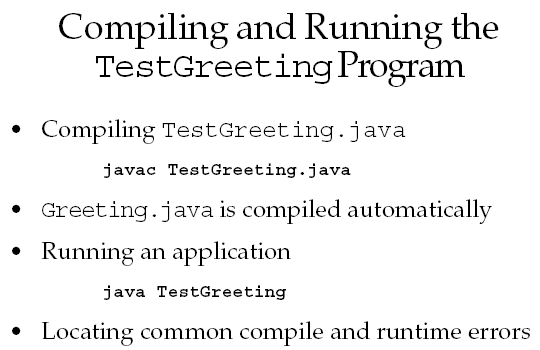 Compiling and Running the
TestGreeting Program
• Compiling TestGreeting.java
javac TestGreeting.java
• Greeting.java is compiled automatically
• Running an application
java TestGreeting
• Locating common compile and runtime errors